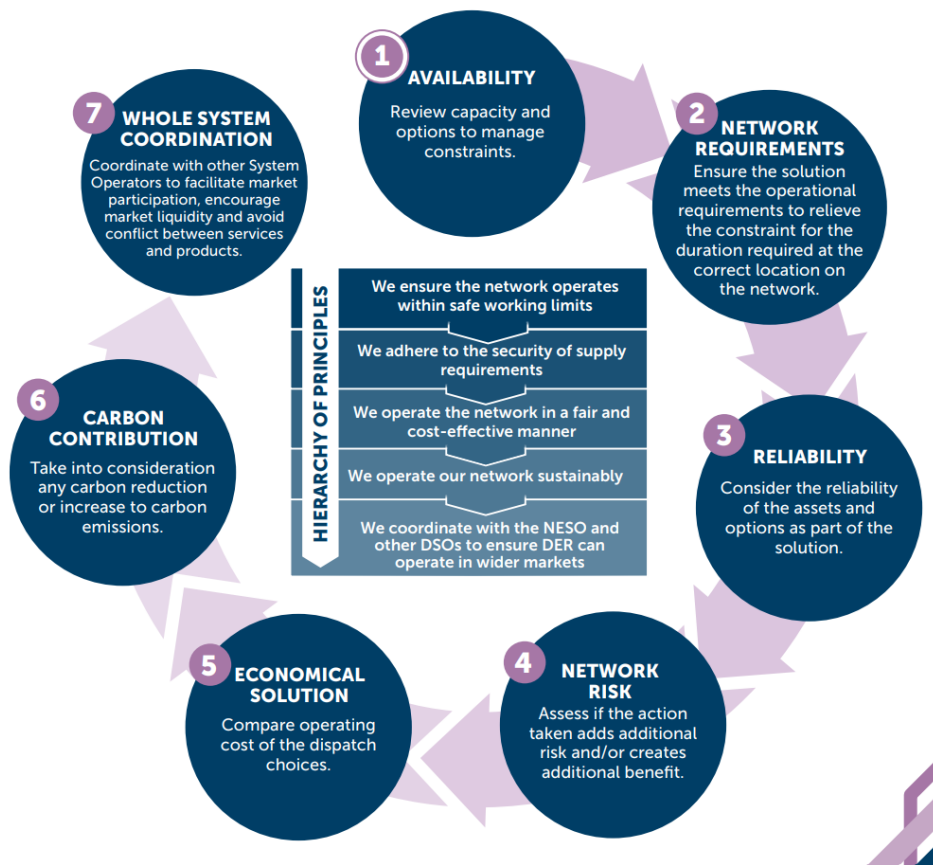 1
AVAILABILITY
Review capacity and
options to manage
constraints.
2
NETWORK
REQUIREMENTS
Ensure the solution
meets the operational
requirements to relieve
the constraint for the
duration required at the
correct location on
the network.
3
RELIABILITY
Consider the reliability
of the assets and
options as part of the
solution.
4
NETWORK
RISK
Assess if the action
taken adds additional
risk and/or creates
additional benefit.
5
ECONOMICAL
SOLUTION
Compare operating
cost of the dispatch
choices.
6
CARBON
CONTRIBUTION
Take into consideration
any carbon reduction
or increase to carbon
emissions.
7
WHOLE SYSTEM
COORDINATION
Coordinate with other System
Operators to facilitate market
participation, encourage
market liquidity and avoid
conflict between services
and products.
HIERARCHY OF PRINCIPLES
We ensure the network operates
within safe working limits
We adhere to the security of supply
requirements
We operate the network in a fair and
cost-effective manner
We operate our network sustainably
We coordinate with the NESO and
other DSOs to ensure DER can
operate in wider markets